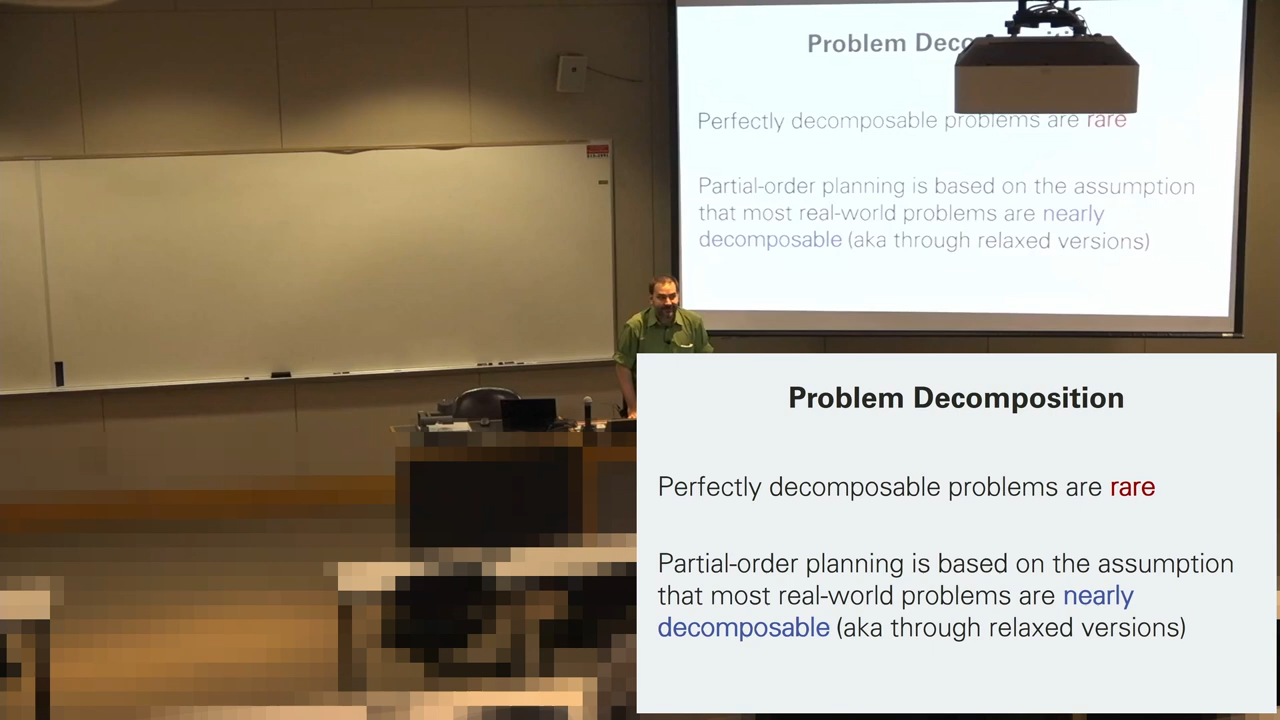 Problem Deco
Perfectly decomposable problems are rare
Partial-order planning is based on the assumption
that most real-world problems are nearly
decomposable (aka through relaxed versions)
Problem Decomposition
Perfectly decomposable problems are rare
Partial-order planning is based on the assumption
that most real-world problems are nearly
decomposable (aka through relaxed versions)